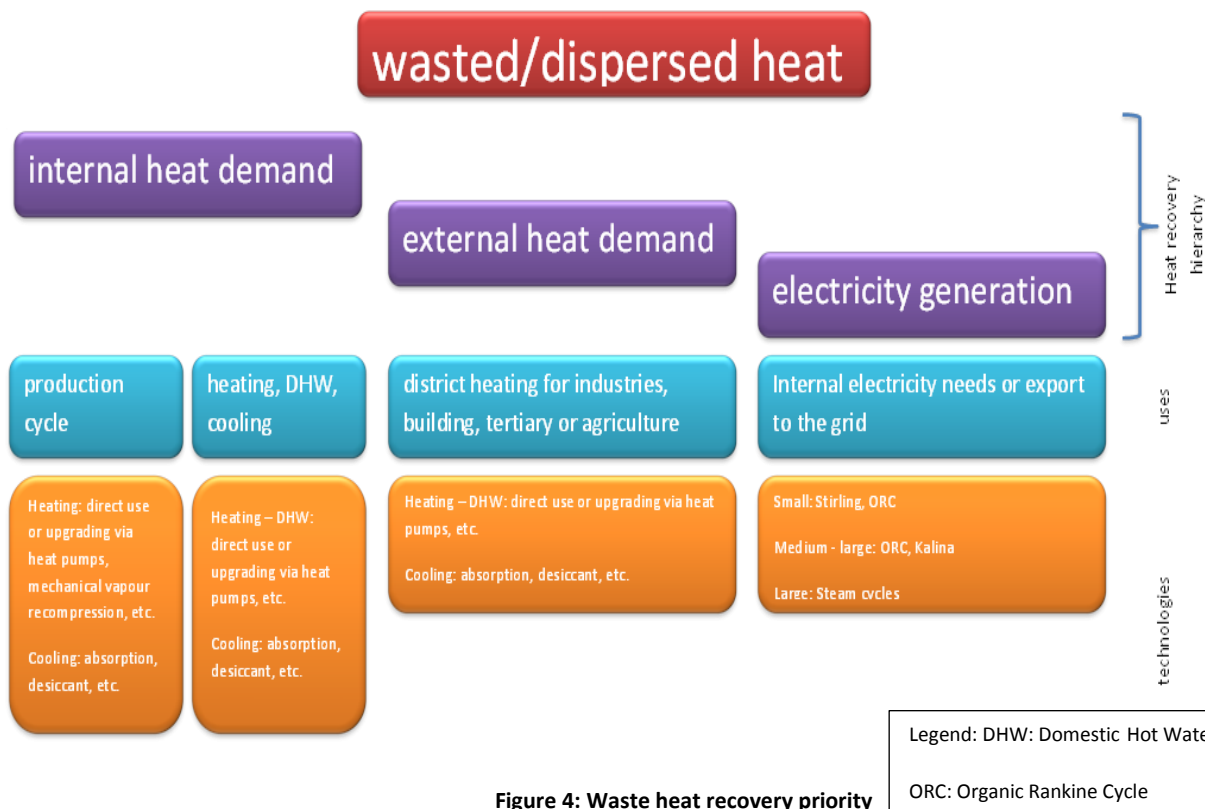 wasted/dispersed heat
internal heat demand
external heat demand
electricity generation
Heat recovery
hierarchy
production
cycle
heating, DHW,
cooling
district heating for industries,
building, tertiary or agriculture
Internal electricity needs or export
to the grid
uses
Heating: direct use
or upgrading via
heat pumps,
mechanical vapour
recompression, etc.
Cooling: absorption,
desiccant, etc.
Heating – DHW:
direct use or
upgrading via heat
pumps, etc.
Cooling: absorption,
desiccant, etc.
Heating – DHW: direct use or upgrading via heat
pumps, etc.
Cooling: absorption, desiccant, etc.
Small: Stirling, ORC
Medium - large: ORC, Kalina
Large: Steam cycles
technologies
Legend: DHW: Domestic Hot Wate
ORC: Organic Rankine Cycle
Figure 4: Waste heat recovery priority